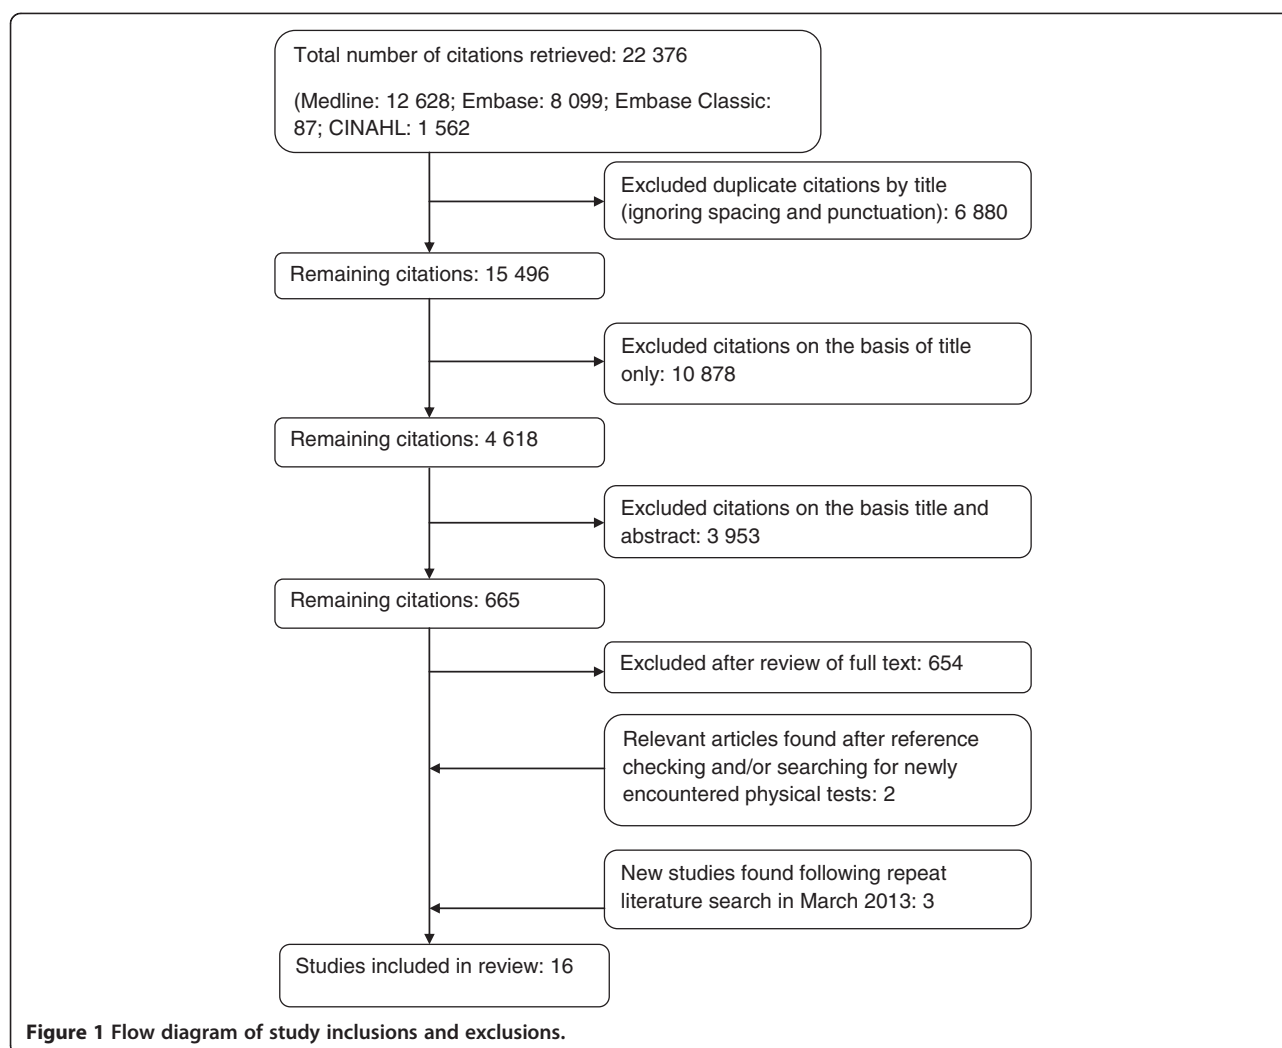 Total number of citations retrieved: 22 376
(Medline: 12 628; Embase: 8 099; Embase Classic:
87; CINAHL: 1 562
Excluded duplicate citations by title
(ignoring spacing and punctuation): 6 880
Remaining citations: 15 496
Excluded citations on the basis of title
only: 10 878
Remaining citations: 4 618
Excluded citations on the basis title and
abstract: 3 953
Remaining citations: 665
Excluded after review of full text: 654
Relevant articles found after reference
checking and/or searching for newly
encountered physical tests: 2
New studies found following repeat
literature search in March 2013: 3
Studies included in review: 16
Figure 1 Flow diagram of study inclusions and exclusions.